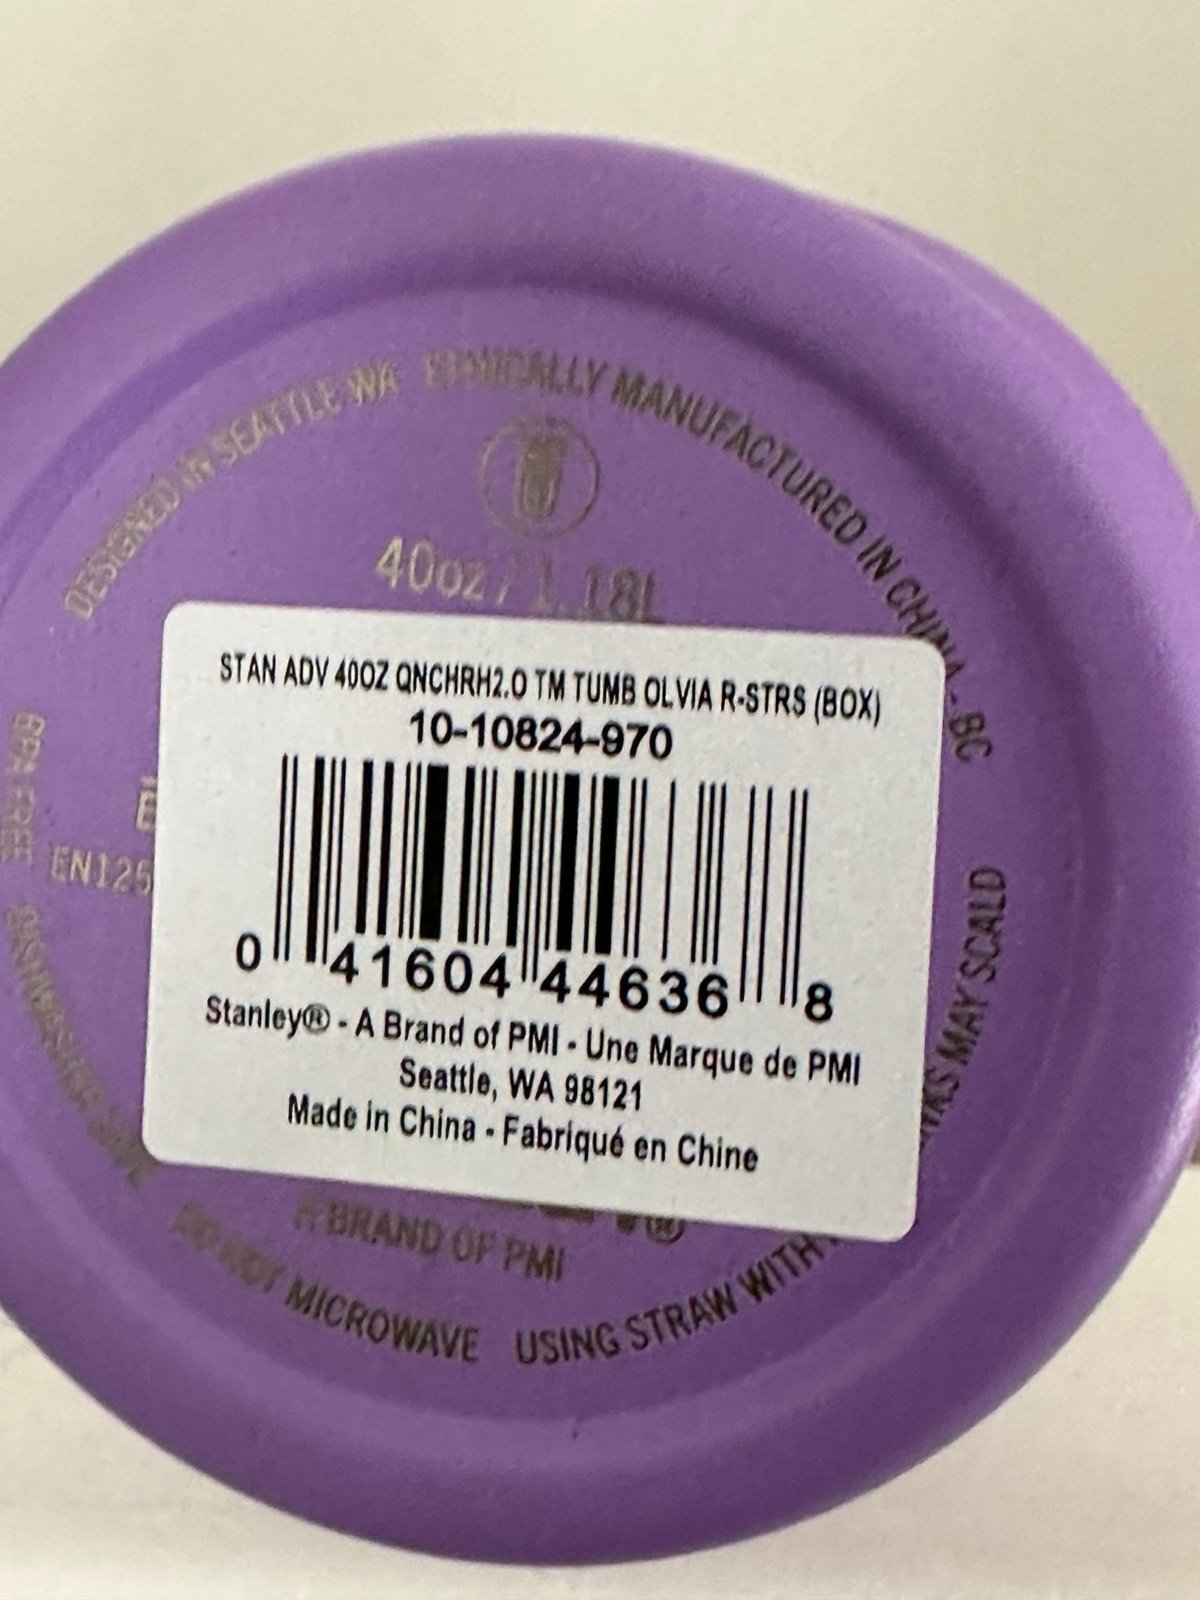 DESIGNED IN SEATTLE WA
ETHICALLY MANUFACTURED IN CHINA - BC
40oz / 1.18L
STAN ADV 40OZ QNCHRH2.O TM TUMB OLVIA R-STRS (BOX)
10-10824-970
0 41604 44636 8
Stanley® - A Brand of PMI - Une Marque de PMI
Seattle, WA 98121
Made in China - Fabriqué en Chine
BPA FREE
EN125
DISHWASHER SAFE
A BRAND OF PMI
DO NOT MICROWAVE
USING STRAW WITH
MAY SCALD